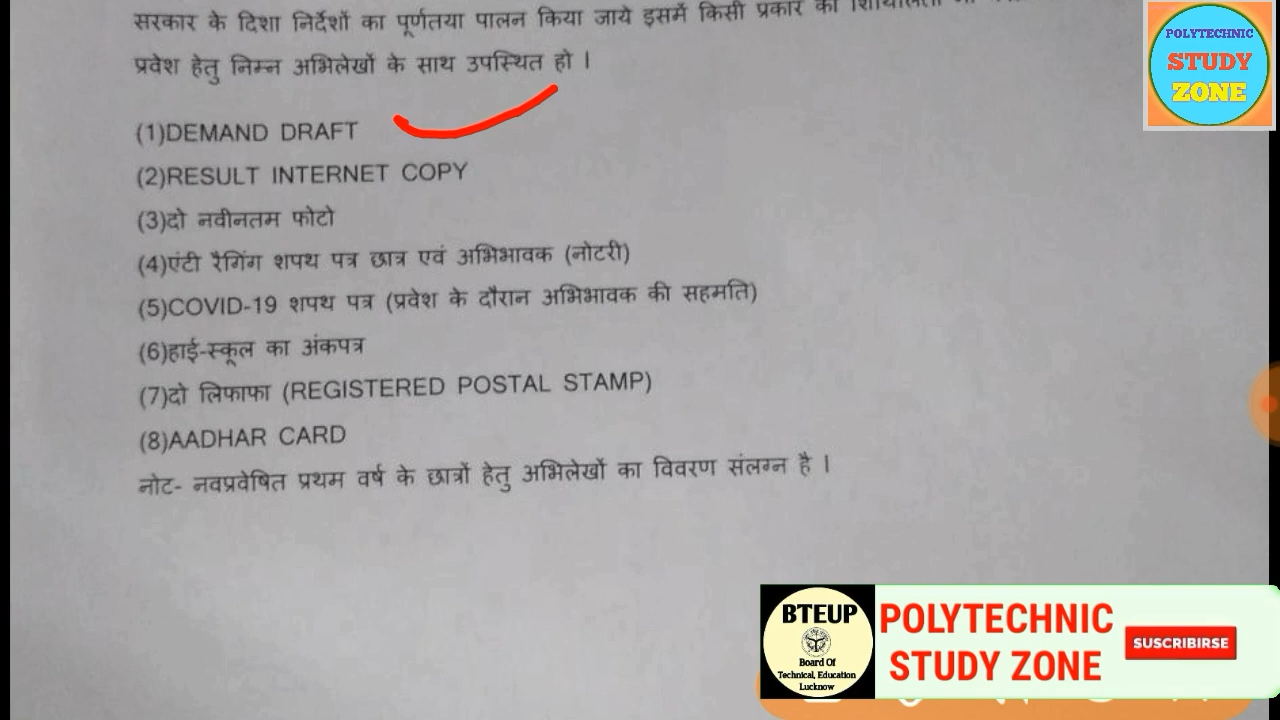 सरकार के दिशा निर्देशों का पूर्णतया पालन किया जाये इसमें किसी प्रकार की
प्रवेश हेतु निम्न अभिलेखों के साथ उपस्थित हो ।
(1)DEMAND DRAFT
(2)RESULT INTERNET COPY
(3)दो नवीनतम फोटो
(4)एंटी रैगिंग शपथ पत्र छात्र एवं अभिभावक (नोटरी)
(5)COVID-19 शपथ पत्र (प्रवेश के दौरान अभिभावक की सहमति)
(6)हाई-स्कूल का अंकपत्र
(7)दो लिफाफा (REGISTERED POSTAL STAMP)
(8)AADHAR CARD
नोट- नवप्रवेषित प्रथम वर्ष के छात्रों हेतु अभिलेखों का विवरण संलग्न है ।
POLYTECHNIC
STUDY
ZONE
BTEUP
Board Of
Technical, Education
Lucknow
POLYTECHNIC
STUDY ZONE
SUSCRIBIRSE